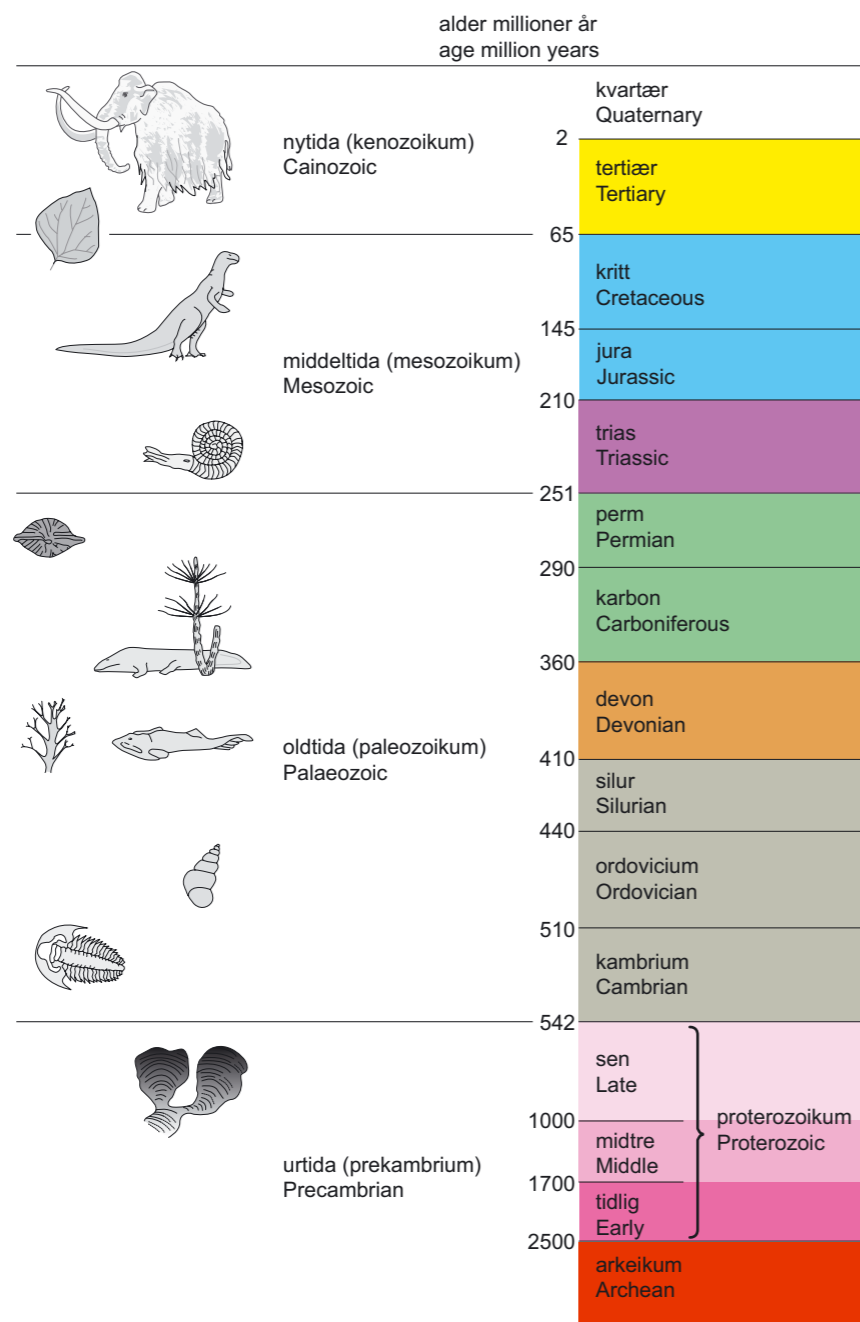 alder millioner år
age million years
kvartær
Quaternary
nytida (kenozoikum)
Cainozoic
2
tertiær
Tertiary
65
kritt
Cretaceous
145
middeltida (mesozoikum)
Mesozoic
jura
Jurassic
210
trias
Triassic
251
perm
Permian
290
karbon
Carboniferous
360
devon
Devonian
oldtida (paleozoikum)
Palaeozoic
410
silur
Silurian
440
ordovicium
Ordovician
510
kambrium
Cambrian
542
sen
Late
1000
proterozoikum
Proterozoic
midtre
Middle
urtida (prekambrium)
Precambrian
1700
tidlig
Early
2500
arkeikum
Archean